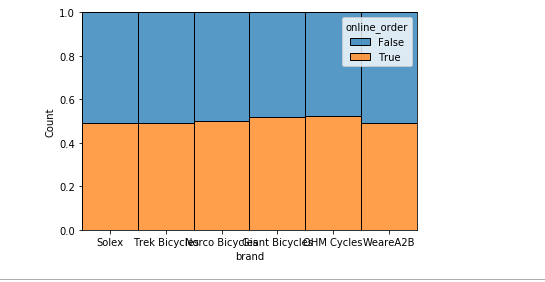 1.0
0.8
0.6
0.4
0.2
0.0
Count
online_order
False
True
Solex Trek Bicycles Norco Bicycles Giant Bicycles OHM Cycles WeareA2B
brand